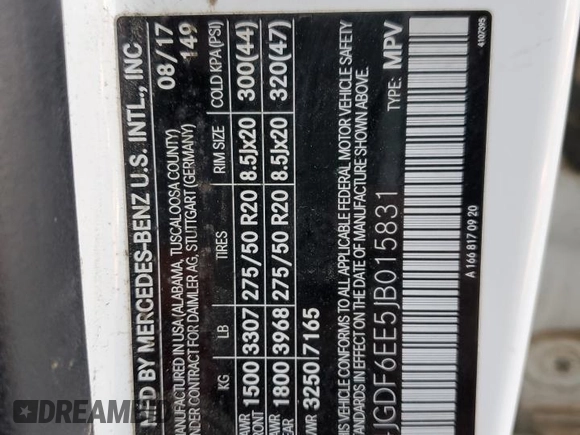 MFD BY MERCEDES-BENZ U.S. INTL., INC
08/17
149
MANUFACTURED IN USA (ALABAMA, TUSCALOOSA COUNTY)
UNDER CONTRACT FOR DAIMLER AG, STUTTGART (GERMANY)
KG LB TIRES RIM SIZE COLD KPA (PSI)
1500 3307 275/50 R20 8.5Jx20 300(44)
FRONT
1800 3968 275/50 R20 8.5Jx20 320(47)
REAR
3250 7165
THIS VEHICLE CONFORMS TO ALL APPLICABLE FEDERAL MOTOR VEHICLE SAFETY
STANDARDS IN EFFECT ON THE DATE OF MANUFACTURE SHOWN ABOVE.
JGDF6EE5JB015831 TYPE: MPV
A 166 817 09 20
4107395
DREAMED